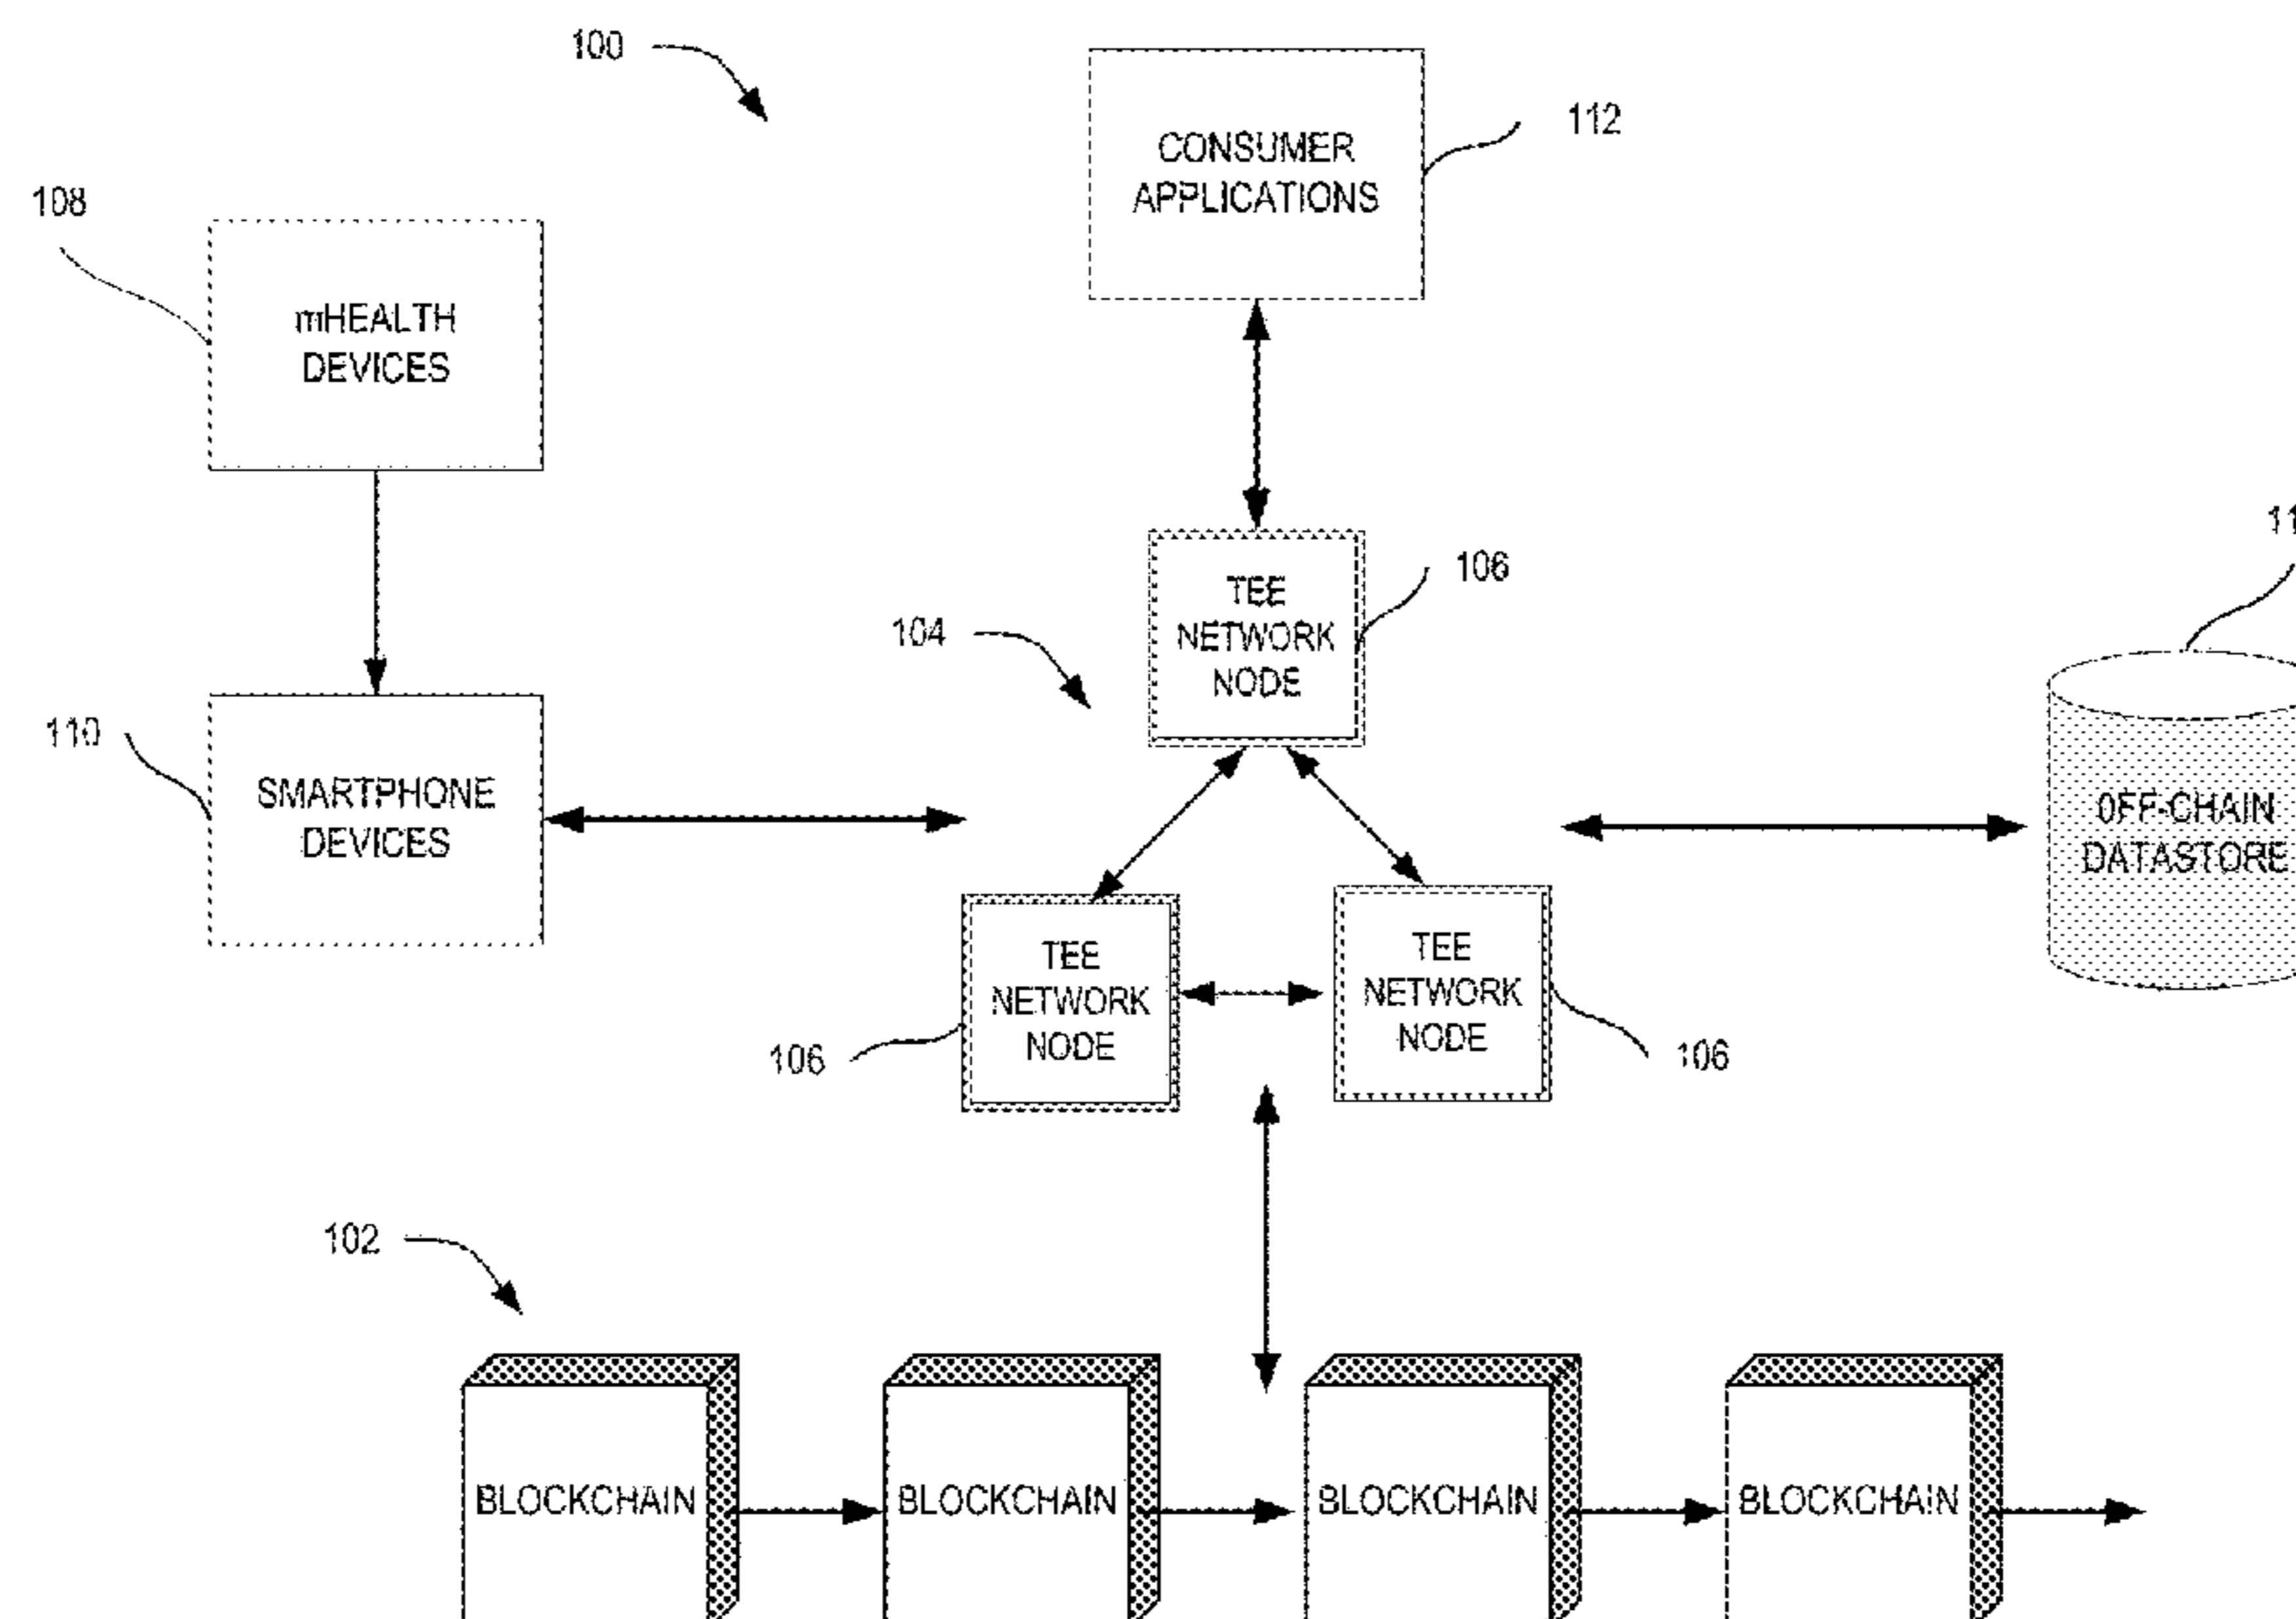 100
CONSUMER
APPLICATIONS
112
108
mHEALTH
DEVICES
TEE
NETWORK
NODE
106
104
110
SMARTPHONE
DEVICES
0FF-CHAIN
DATASTORE
TEE
NETWORK
NODE
106
TEE
NETWORK
NODE
106
102
BLOCKCHAIN
BLOCKCHAIN
BLOCKCHAIN
BLOCKCHAIN